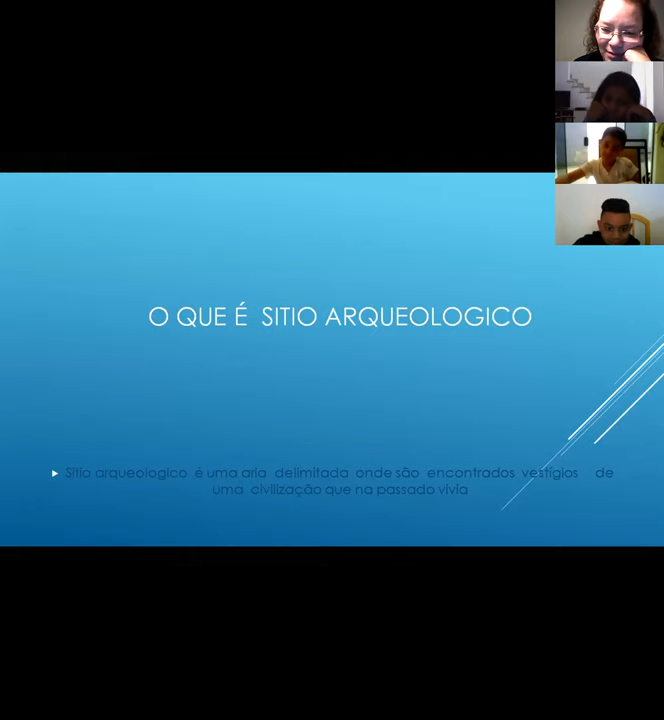 O QUE É SITIO ARQUEOLOGICO
Sitio arqueologico é uma aria delimitada onde são encontrados vestígios de
uma civilização que na passado vivia